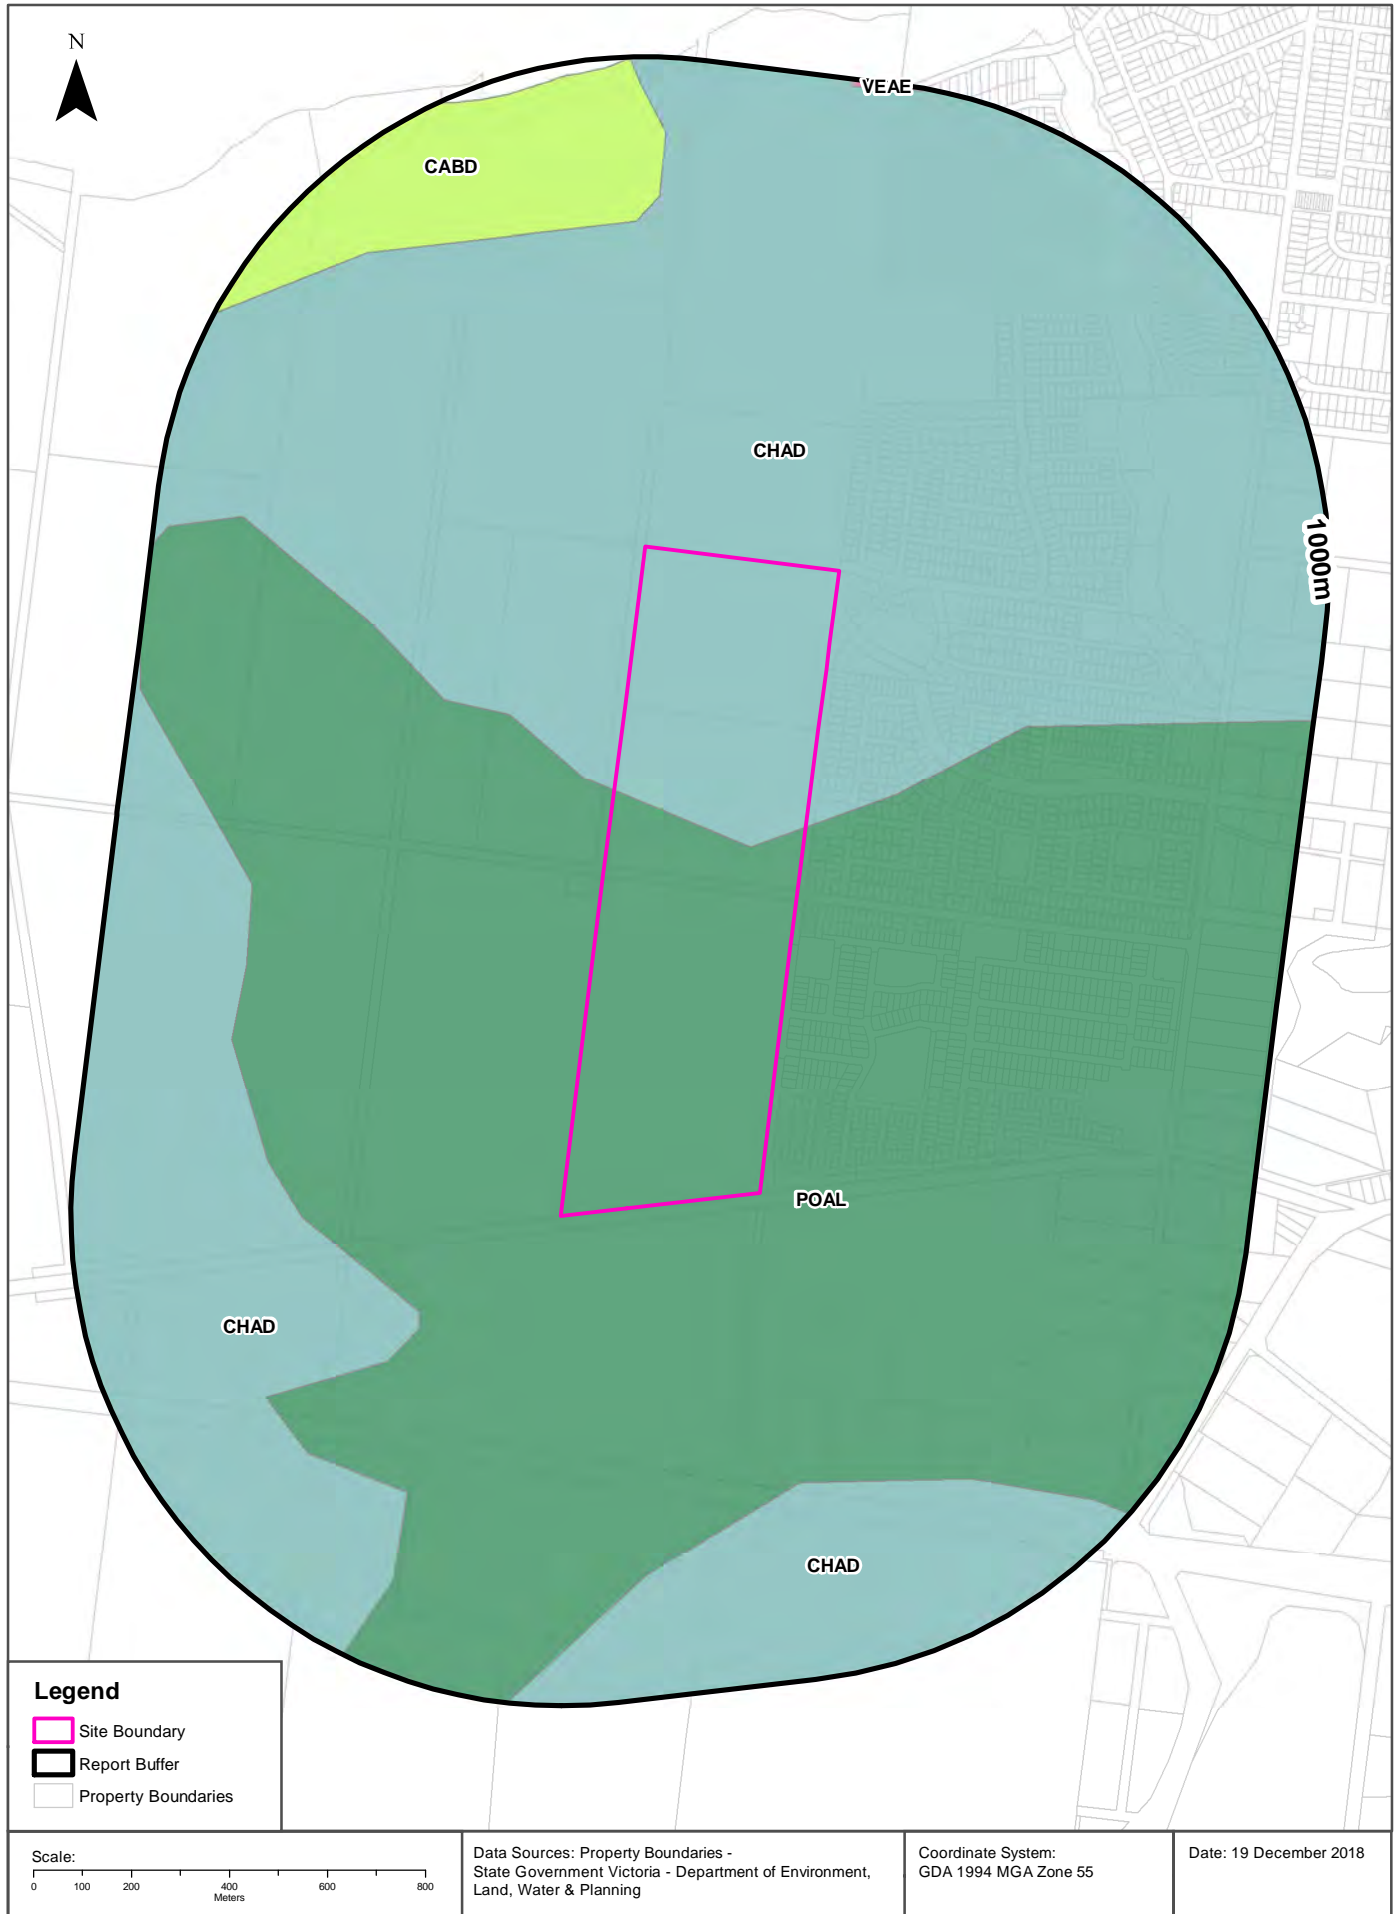 N
VEAE
CABD
CHAD
1000m
POAL
CHAD
CHAD
Legend
Site Boundary
Report Buffer
Property Boundaries
Scale:
0 100 200 400 600 800
Meters
Data Sources: Property Boundaries -
State Government Victoria - Department of Environment,
Land, Water & Planning
Coordinate System:
GDA 1994 MGA Zone 55
Date: 19 December 2018